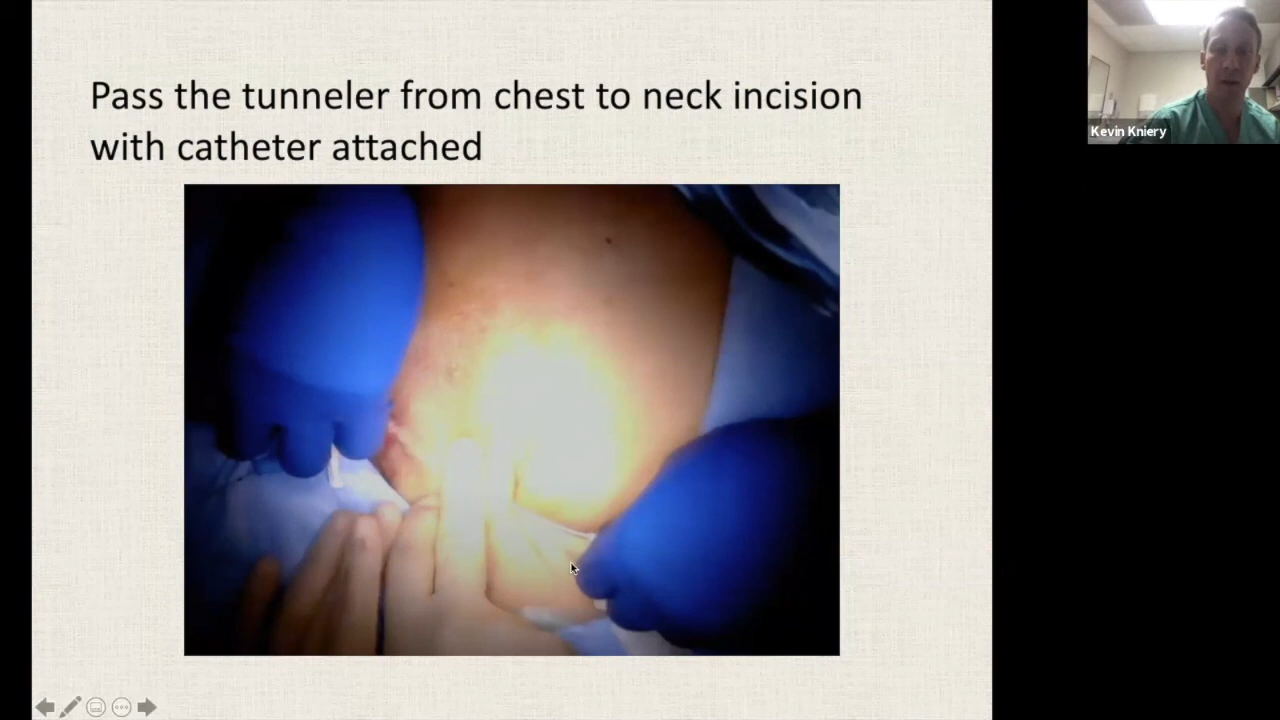 Pass the tunneler from chest to neck incision
with catheter attached
Kevin Kniery